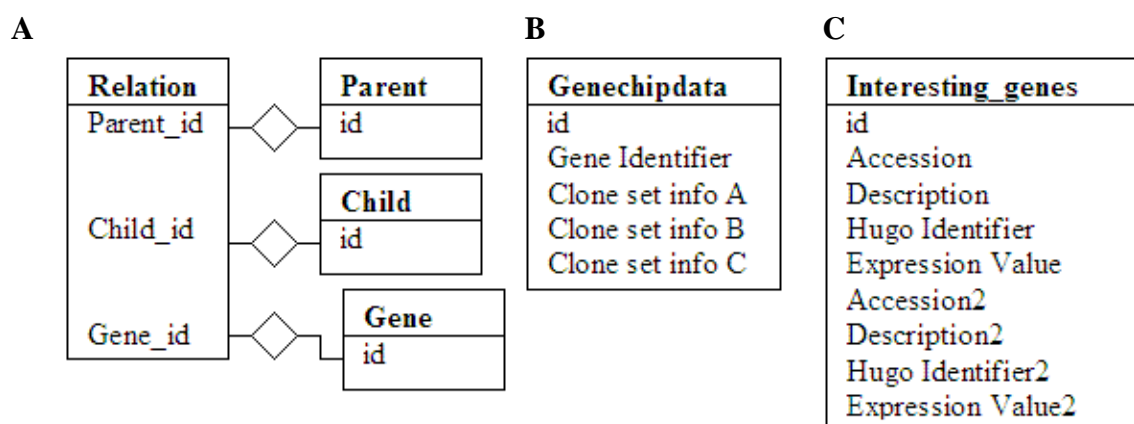 A
B
C
Relation
Parent_id
Child_id
Gene_id
Parent
id
Child
id
Gene
id
Genechipdata
id
Gene Identifier
Clone set info A
Clone set info B
Clone set info C
Interesting_genes
id
Accession
Description
Hugo Identifier
Expression Value
Accession2
Description2
Hugo Identifier2
Expression Value2